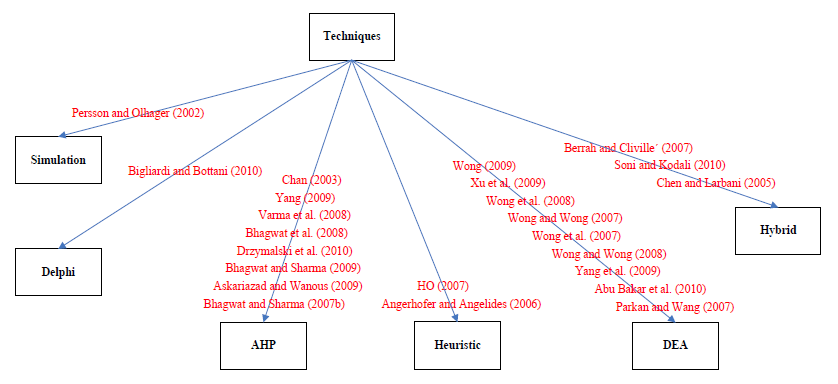 Techniques
Persson and Olhager (2002)
Simulation
Bigliardi and Bottani (2010)
Delphi
Chan (2003)
Yang (2009)
Varma et al. (2008)
Bhagwat et al. (2008)
Drzymalski et al. (2010)
Bhagwat and Sharma (2009)
Askariazad and Wanous (2009)
Bhagwat and Sharma (2007b)
AHP
HO (2007)
Angerhofer and Angelides (2006)
Heuristic
Wong (2009)
Xu et al. (2009)
Wong et al. (2008)
Wong and Wong (2007)
Wong et al. (2007)
Wong and Wong (2008)
Yang et al. (2009)
Abu Bakar et al. (2010)
Parkan and Wang (2007)
DEA
Berrah and Cliville´ (2007)
Soni and Kodali (2010)
Chen and Larbani (2005)
Hybrid